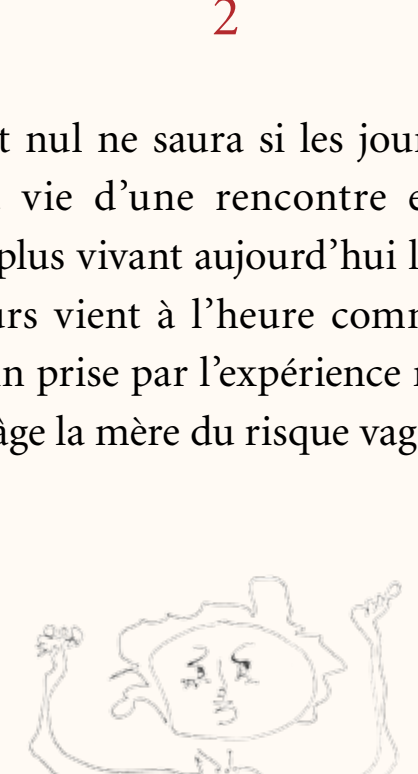 2
t nul ne saura si les jour
vie d’une rencontre e
plus vivant aujourd’hui l
urs vient à l’heure comm
n prise par l’expérience
âge la mère du risque vag